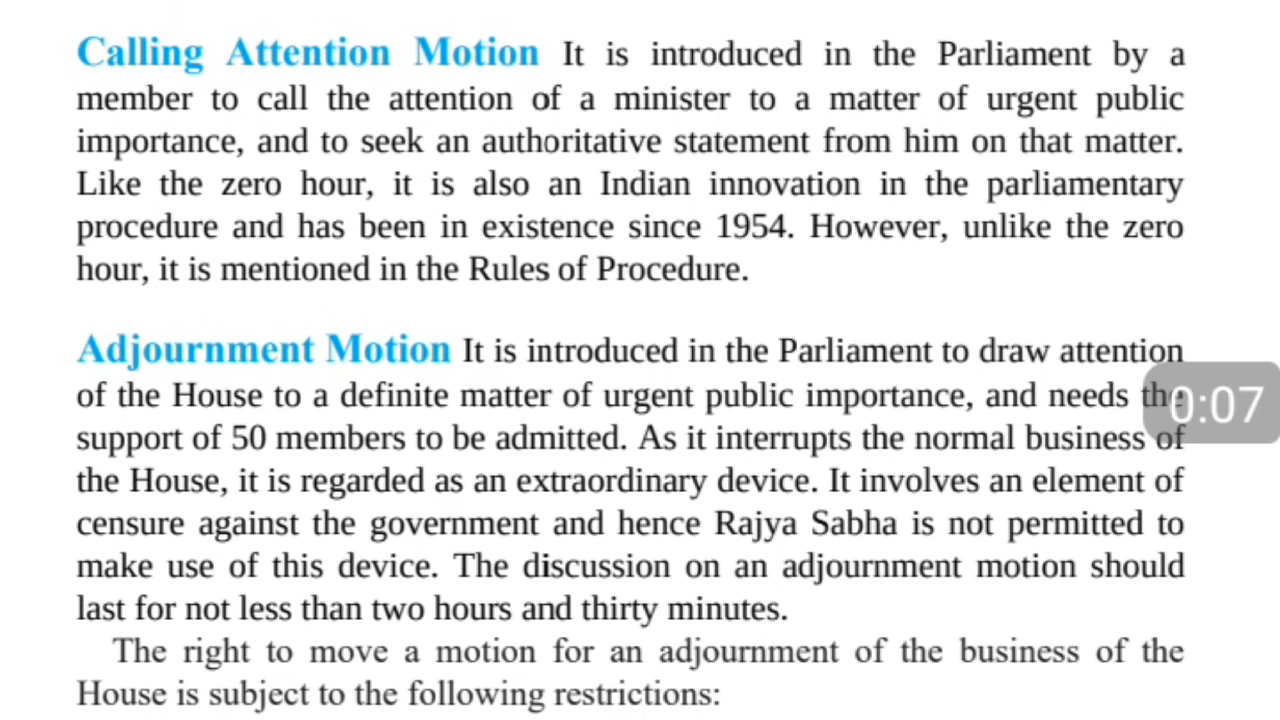 Calling Attention Motion It is introduced in the Parliament by a
member to call the attention of a minister to a matter of urgent public
importance, and to seek an authoritative statement from him on that matter.
Like the zero hour, it is also an Indian innovation in the parliamentary
procedure and has been in existence since 1954. However, unlike the zero
hour, it is mentioned in the Rules of Procedure.
Adjournment Motion It is introduced in the Parliament to draw attention
of the House to a definite matter of urgent public importance, and needs the
0:07
support of 50 members to be admitted. As it interrupts the normal business of
the House, it is regarded as an extraordinary device. It involves an element of
censure against the government and hence Rajya Sabha is not permitted to
make use of this device. The discussion on an adjournment motion should
last for not less than two hours and thirty minutes.
The right to move a motion for an adjournment of the business of the
House is subject to the following restrictions: